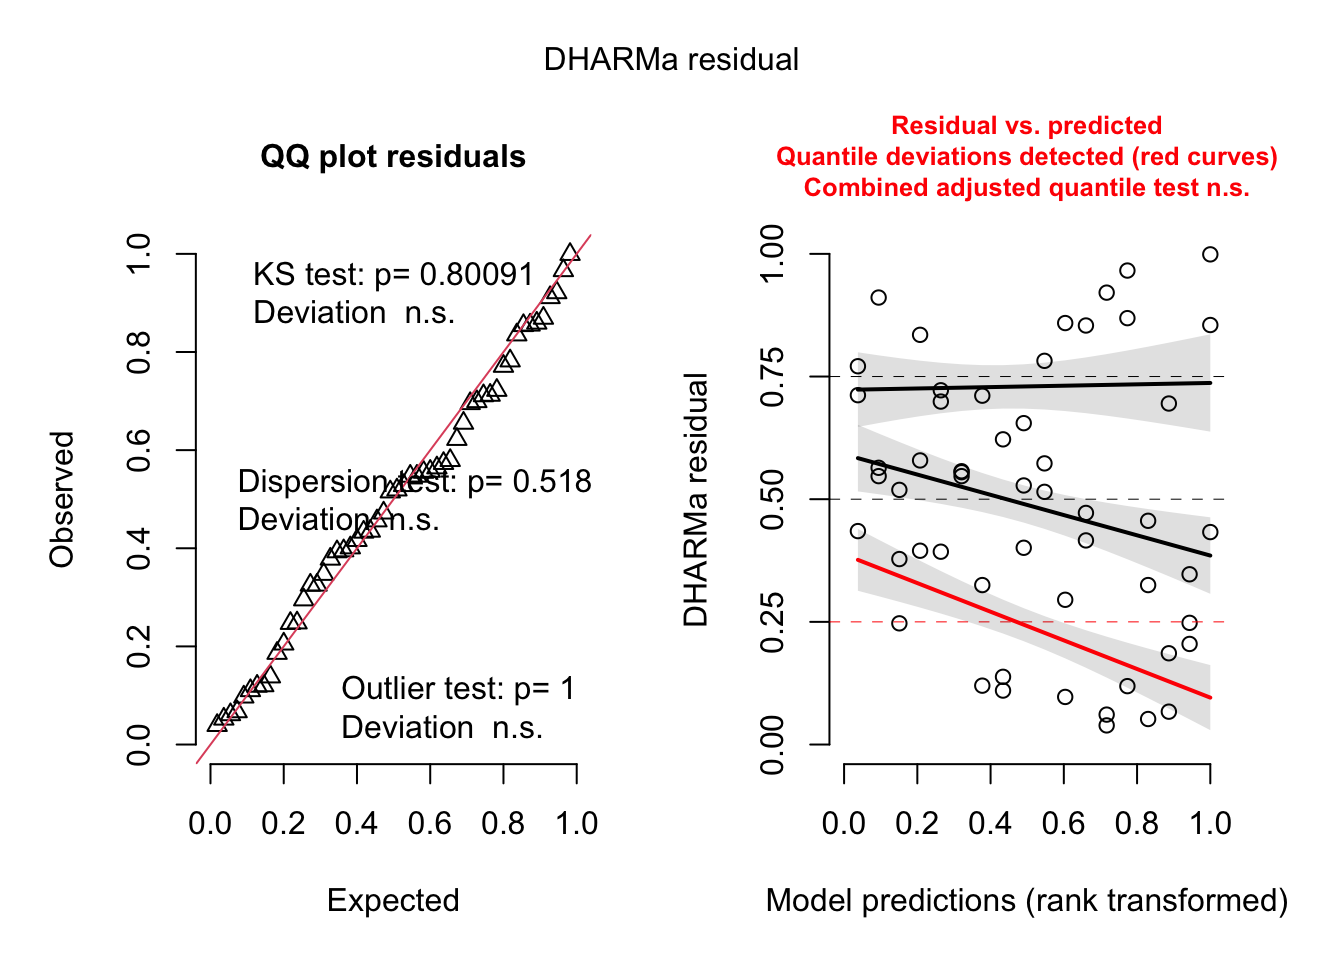 DHARMa residual
QQ plot residuals
KS test: p= 0.80091
Deviation  n.s.
Dispersion test: p= 0.518
Deviation  n.s.
Outlier test: p= 1
Deviation  n.s.
Observed
0.0 0.2 0.4 0.6 0.8 1.0
0.0 0.2 0.4 0.6 0.8 1.0
Expected
Residual vs. predicted
Quantile deviations detected (red curves)
Combined adjusted quantile test n.s.
DHARMa residual
0.00 0.25 0.50 0.75 1.00
0.0 0.2 0.4 0.6 0.8 1.0
Model predictions (rank transformed)